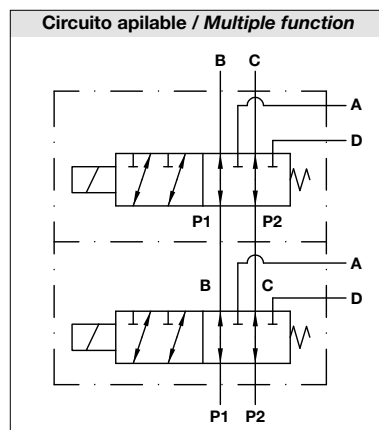 Circuito apilable / Multiple function
B C
A
D
P1 P2
A
B C
D
P1 P2